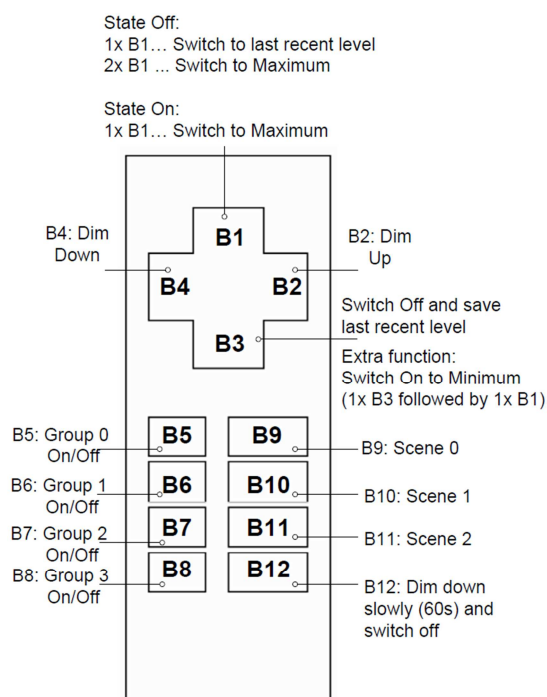 State Off:
1x B1… Switch to last recent level
2x B1 ... Switch to Maximum
State On:
1x B1… Switch to Maximum
B1
B4: Dim
Down
B2: Dim
Up
B4
B2
B3
Switch Off and save
last recent level
Extra function:
Switch On to Minimum
(1x B3 followed by 1x B1)
B5: Group 0
On/Off
B5
B9
B9: Scene 0
B6: Group 1
On/Off
B6
B10
B10: Scene 1
B7: Group 2
On/Off
B7
B11
B11: Scene 2
B8: Group 3
On/Off
B8
B12
B12: Dim down
slowly (60s) and
switch off